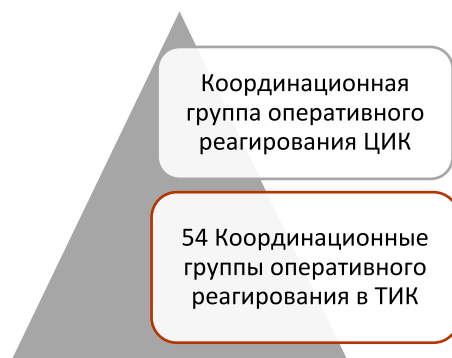 Координационная
группа оперативного
реагирования ЦИК
54 Координационные
группы оперативного
реагирования в ТИК